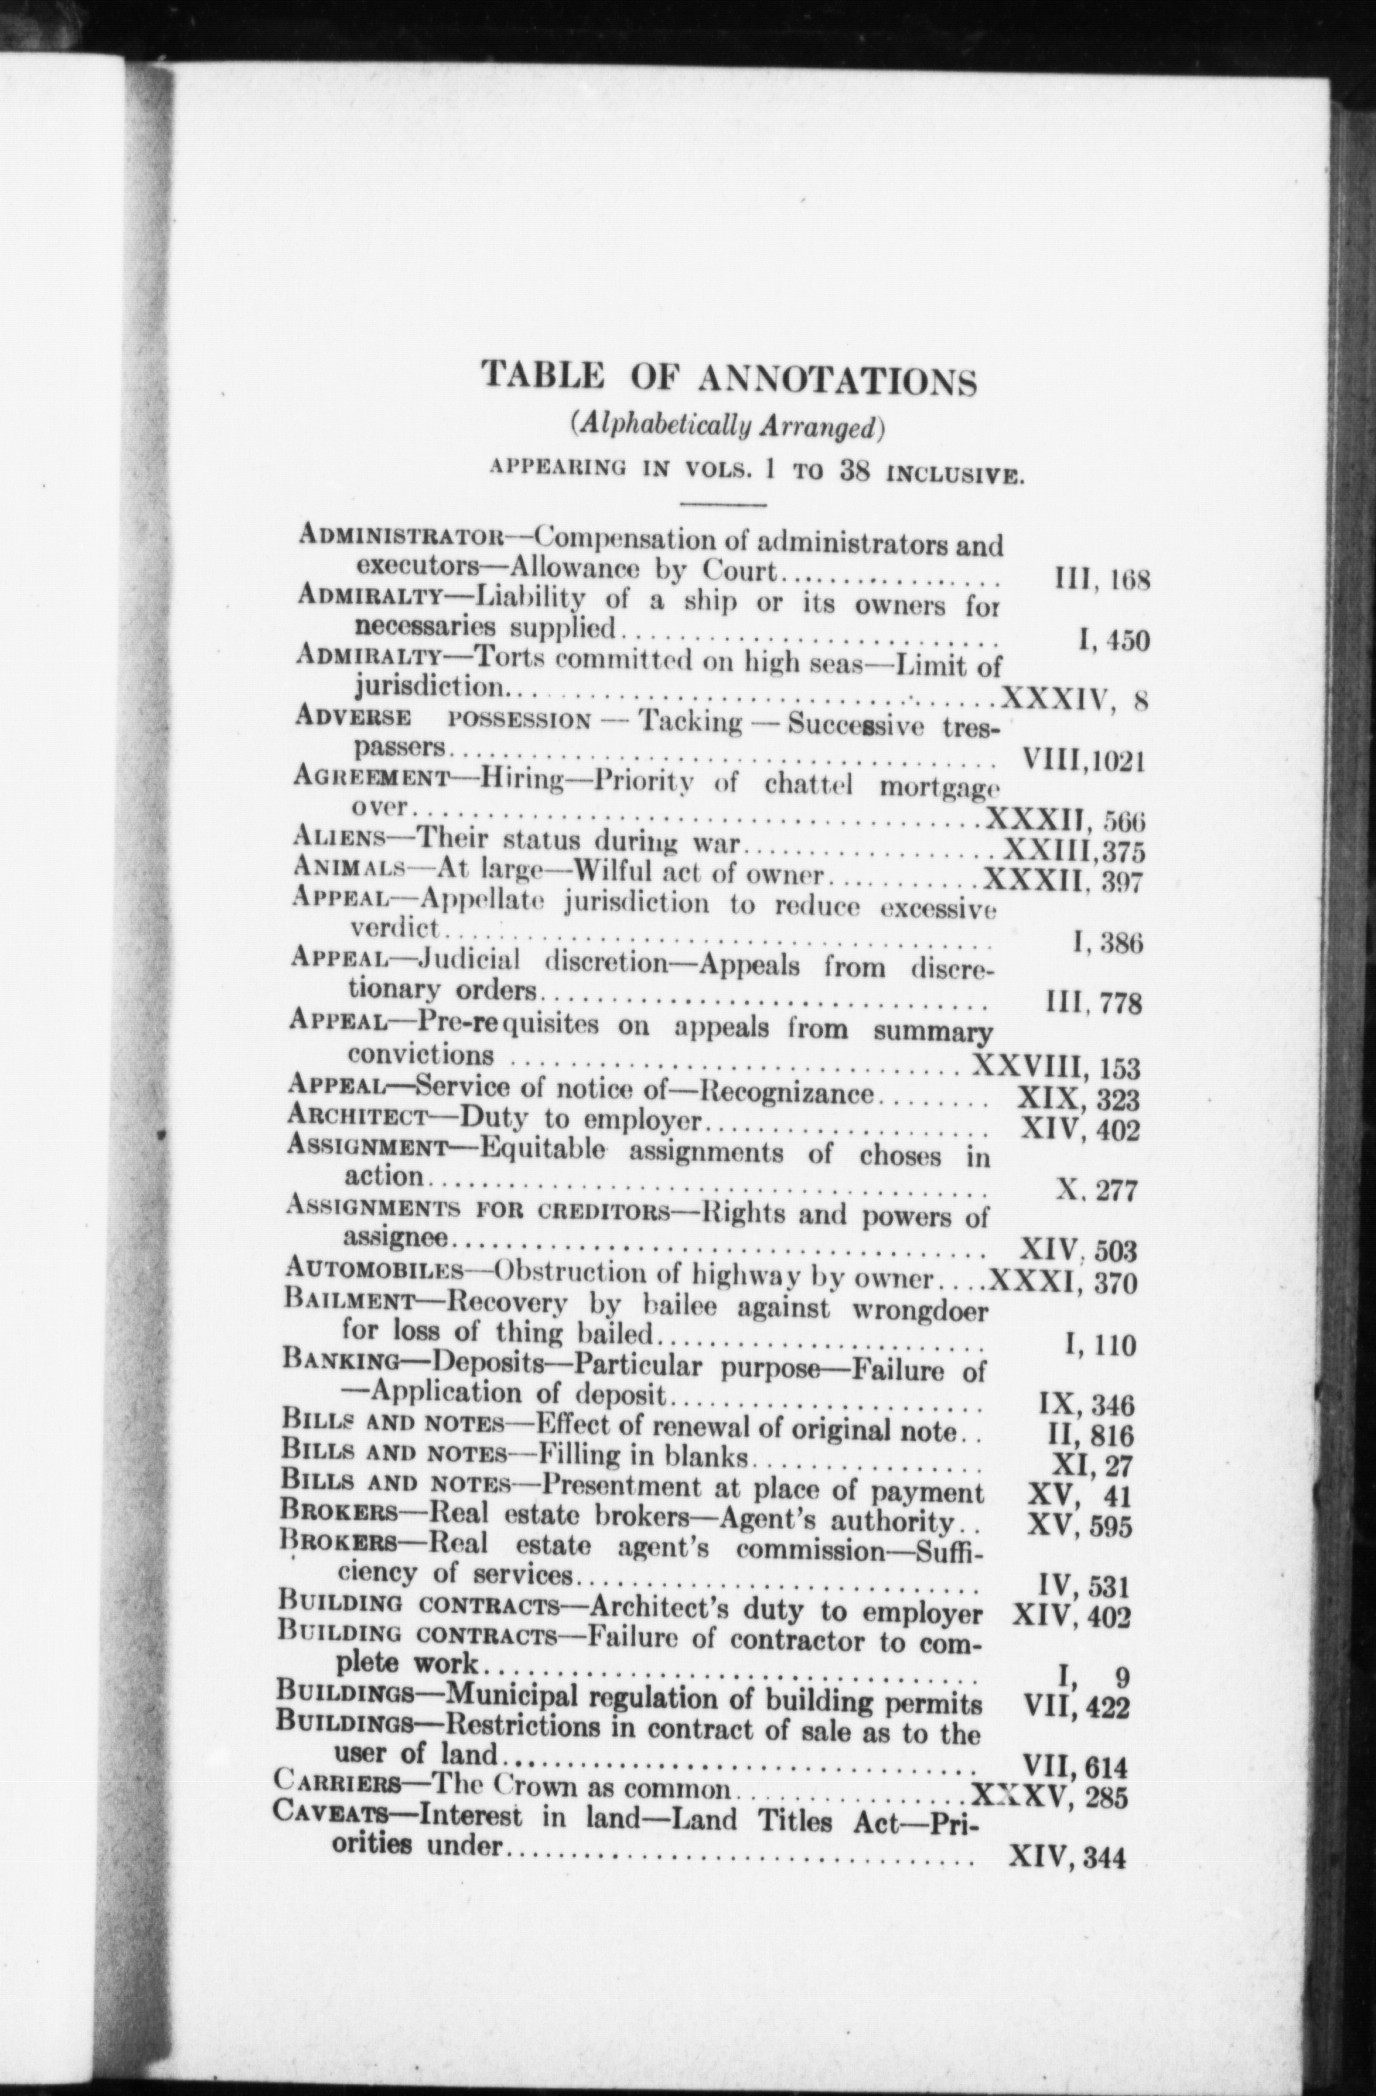 TABLE OF ANNOTATIONS
(Alphabetically Arranged)
APPEARING IN VOLS. 1 TO 38 INCLUSIVE.
ADMINISTRATOR—Compensation of administrators and
executors—Allowance by Court................ III, 168
ADMIRALTY—Liability of a ship or its owners for
necessaries supplied.......................... I, 450
ADMIRALTY—Torts committed on high seas—Limit of
jurisdiction..................................XXXIV, 8
ADVERSE POSSESSION — Tacking — Successive tres-
passers...................................... VIII,1021
AGREEMENT—Hiring—Priority of chattel mortgage
over.......................................XXXII, 566
ALIENS—Their status during war..................XXIII,375
ANIMALS—At large—Wilful act of owner...........XXXII, 397
APPEAL—Appellate jurisdiction to reduce excessive
verdict...................................... I, 386
APPEAL—Judicial discretion—Appeals from discre-
tionary orders............................... III, 778
APPEAL—Pre-requisites on appeals from summary
convictions ...............................XXVIII, 153
APPEAL—Service of notice of—Recognizance........ XIX, 323
ARCHITECT—Duty to employer.................... XIV, 402
ASSIGNMENT—Equitable assignments of choses in
action....................................... X, 277
ASSIGNMENTS FOR CREDITORS—Rights and powers of
assignee..................................... XIV, 503
AUTOMOBILES—Obstruction of highway by owner....XXXI, 370
BAILMENT—Recovery by bailee against wrongdoer
for loss of thing bailed....................... I, 110
BANKING—Deposits—Particular purpose—Failure of
—Application of deposit...................... IX, 346
BILLS AND NOTES—Effect of renewal of original note.. II, 816
BILLS AND NOTES—Filling in blanks................ XI, 27
BILLS AND NOTES—Presentment at place of payment XV, 41
BROKERS—Real estate brokers—Agent's authority.. XV, 595
BROKERS—Real estate agent's commission—Suffi-
ciency of services............................ IV, 531
BUILDING CONTRACTS—Architect's duty to employer XIV, 402
BUILDING CONTRACTS—Failure of contractor to com-
plete work.................................. I, 9
BUILDINGS—Municipal regulation of building permits VII, 422
BUILDINGS—Restrictions in contract of sale as to the
user of land................................. VII, 614
CARRIERS—The Crown as common................XXXV, 285
CAVEATS—Interest in land—Land Titles Act—Pri-
orities under................................ XIV, 344